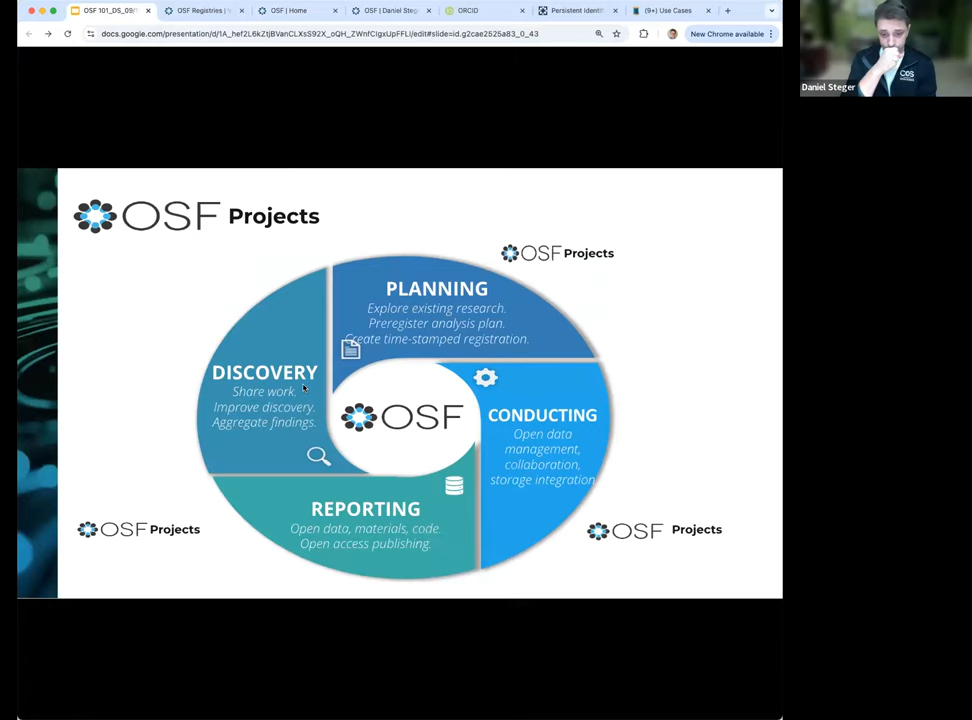 OSF 101_DS_09/
OSF Registries |
OSF | Home
OSF | Daniel Steg
ORCID
Persistent Identif
(9+) Use Cases
docs.google.com/presentation/d/1A_hef2L6kZtjBVanCLXsS92X_oQH_ZWnfCIgxUpFFLI/edit#slide=id.g2cae2525a83_0_43
New Chrome available
COS
Daniel Steger
OSF Projects
OSF Projects
PLANNING
Explore existing research.
Preregister analysis plan.
Create time-stamped registration.
DISCOVERY
Share work.
Improve discovery.
Aggregate findings.
OSF
CONDUCTING
Open data
management,
collaboration,
storage integration
REPORTING
Open data, materials, code.
Open access publishing.
OSF Projects
OSF Projects